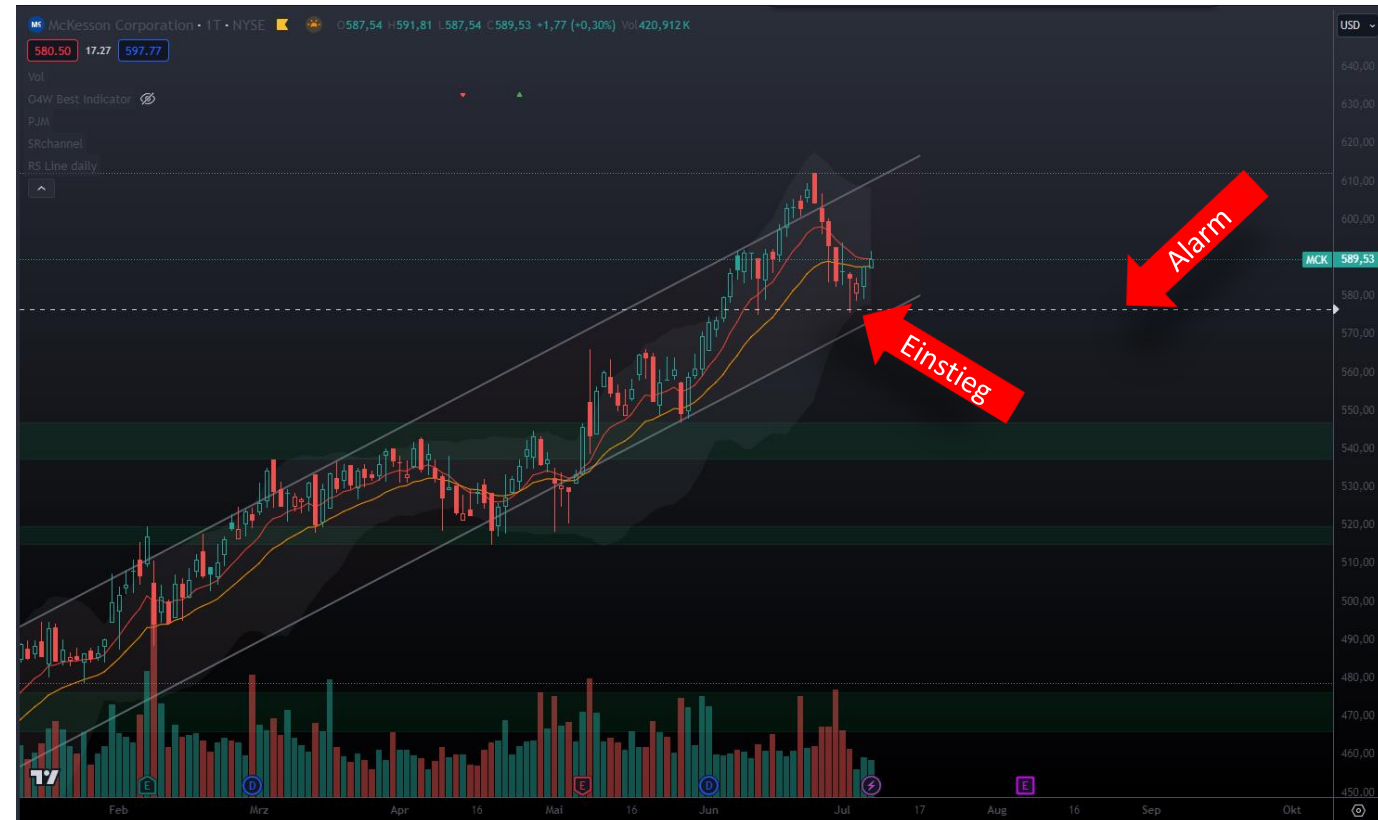 McKesson Corporation • 1T • NYSE O587,54 H591,81 L587,54 C589,53 +1,77 (+0,30%) Vol420,912 K
USD
580.50 17.27 597.77
Vol
O4W Best Indicator
PJM
SRchannel
RS Line daily
640,00
630,00
620,00
610,00
600,00
MCK 589,53
580,00
570,00
560,00
550,00
540,00
530,00
520,00
510,00
500,00
490,00
480,00
470,00
460,00
450,00
Alarm
Einstieg
E D E D E
Feb Mrz Apr 16 Mai 16 Jun Jul 17 Aug 16 Sep Okt